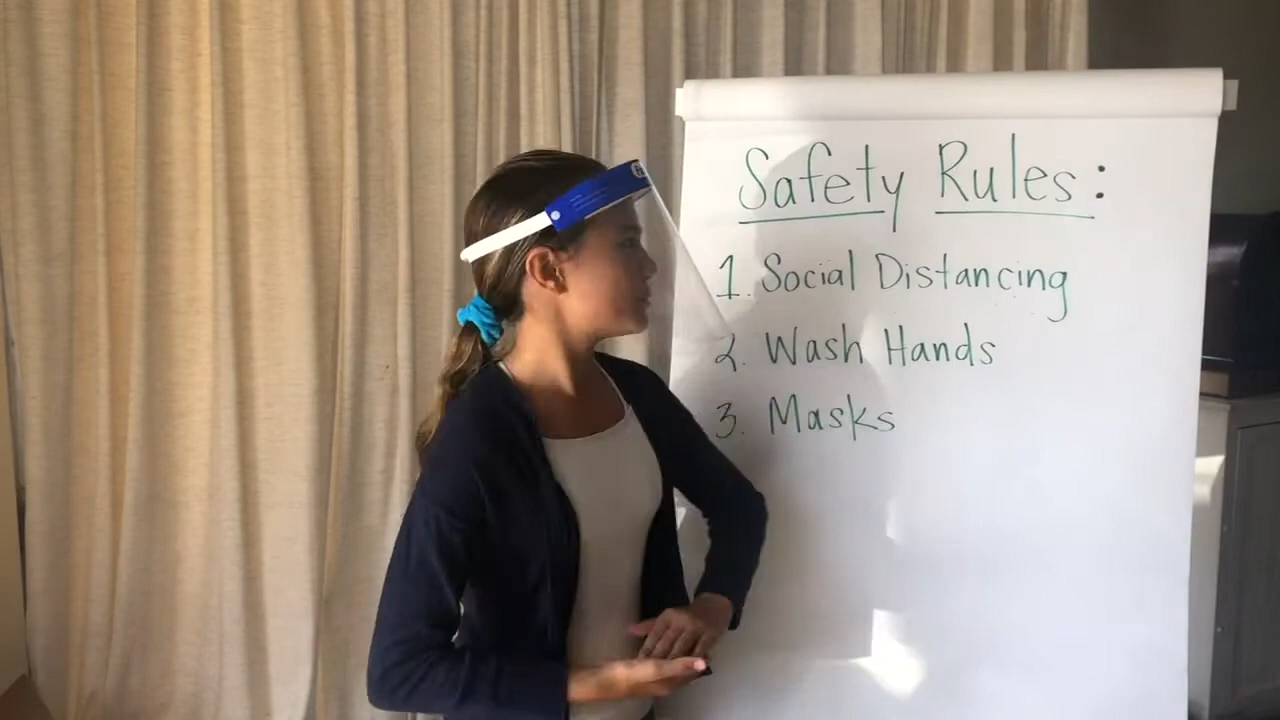 Safety Rules:
1. Social Distancing
2. Wash Hands
3. Masks